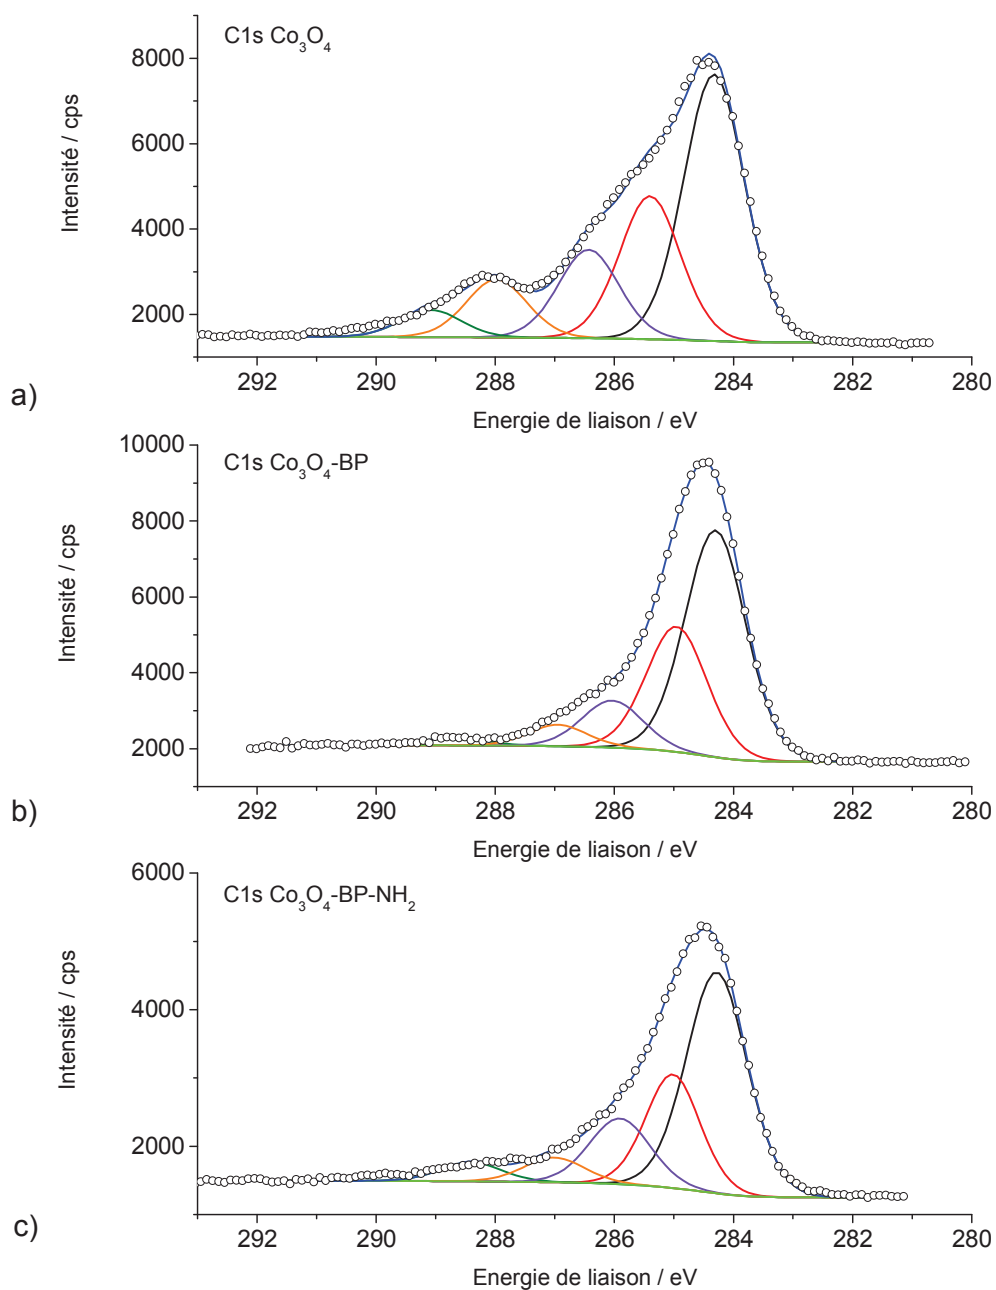 a)
C1s Co₃O₄
Intensité / cps
8000
6000
4000
2000
292 290 288 286 284 282 280
Energie de liaison / eV
b)
C1s Co₃O₄-BP
Intensité / cps
10000
8000
6000
4000
2000
292 290 288 286 284 282 280
Energie de liaison / eV
c)
C1s Co₃O₄-BP-NH₂
Intensité / cps
6000
4000
2000
292 290 288 286 284 282 280
Energie de liaison / eV